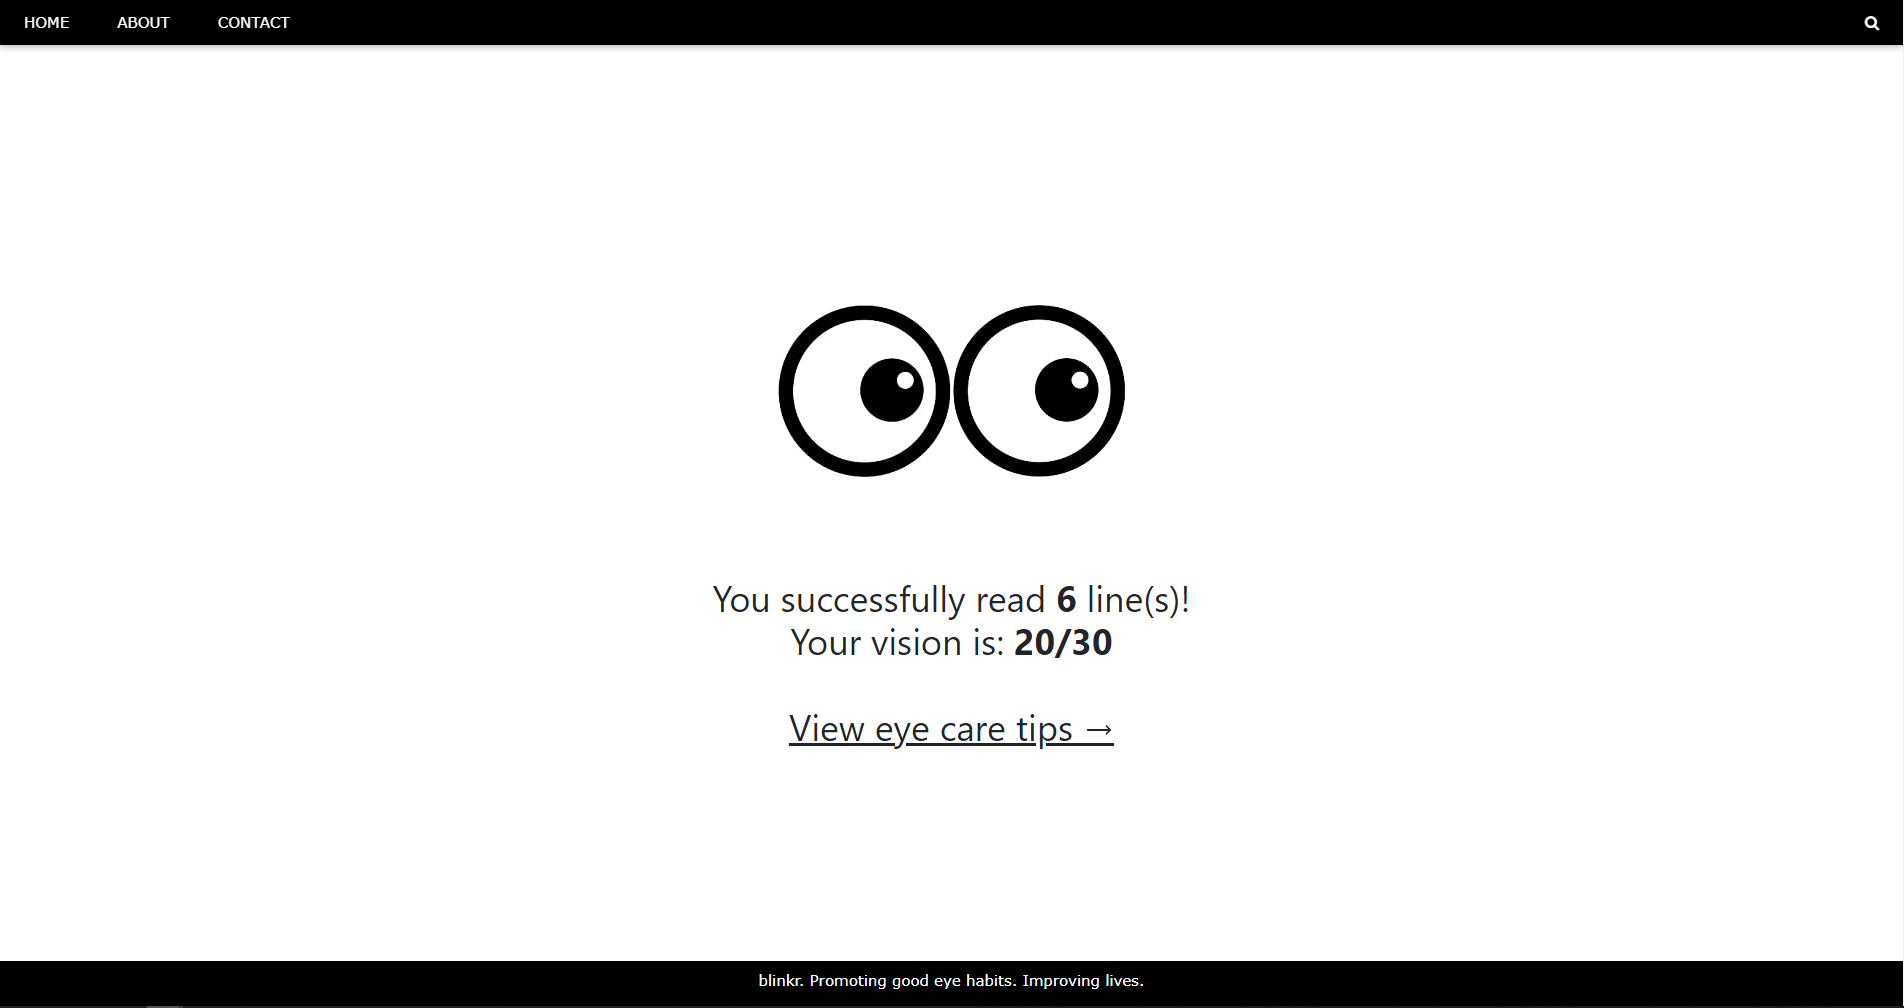 HOME ABOUT CONTACT
You successfully read 6 line(s)!
Your vision is: 20/30
View eye care tips →
blinkr. Promoting good eye habits. Improving lives.